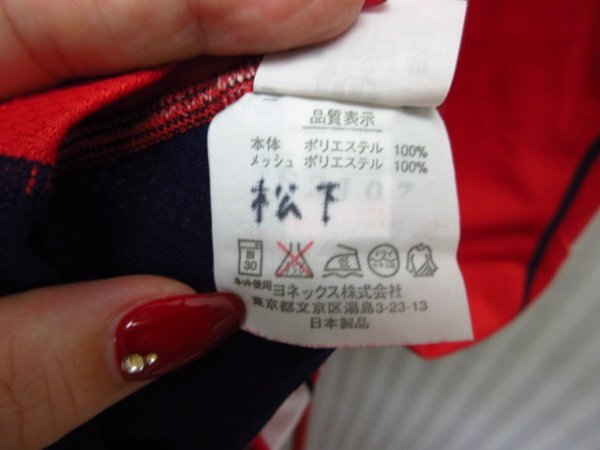 品質表示
本体 ポリエステル 100%
メッシュ ポリエステル 100%
松下
30
ネット使用
ヨネックス株式会社
東京都文京区湯島3-23-13
日本製品